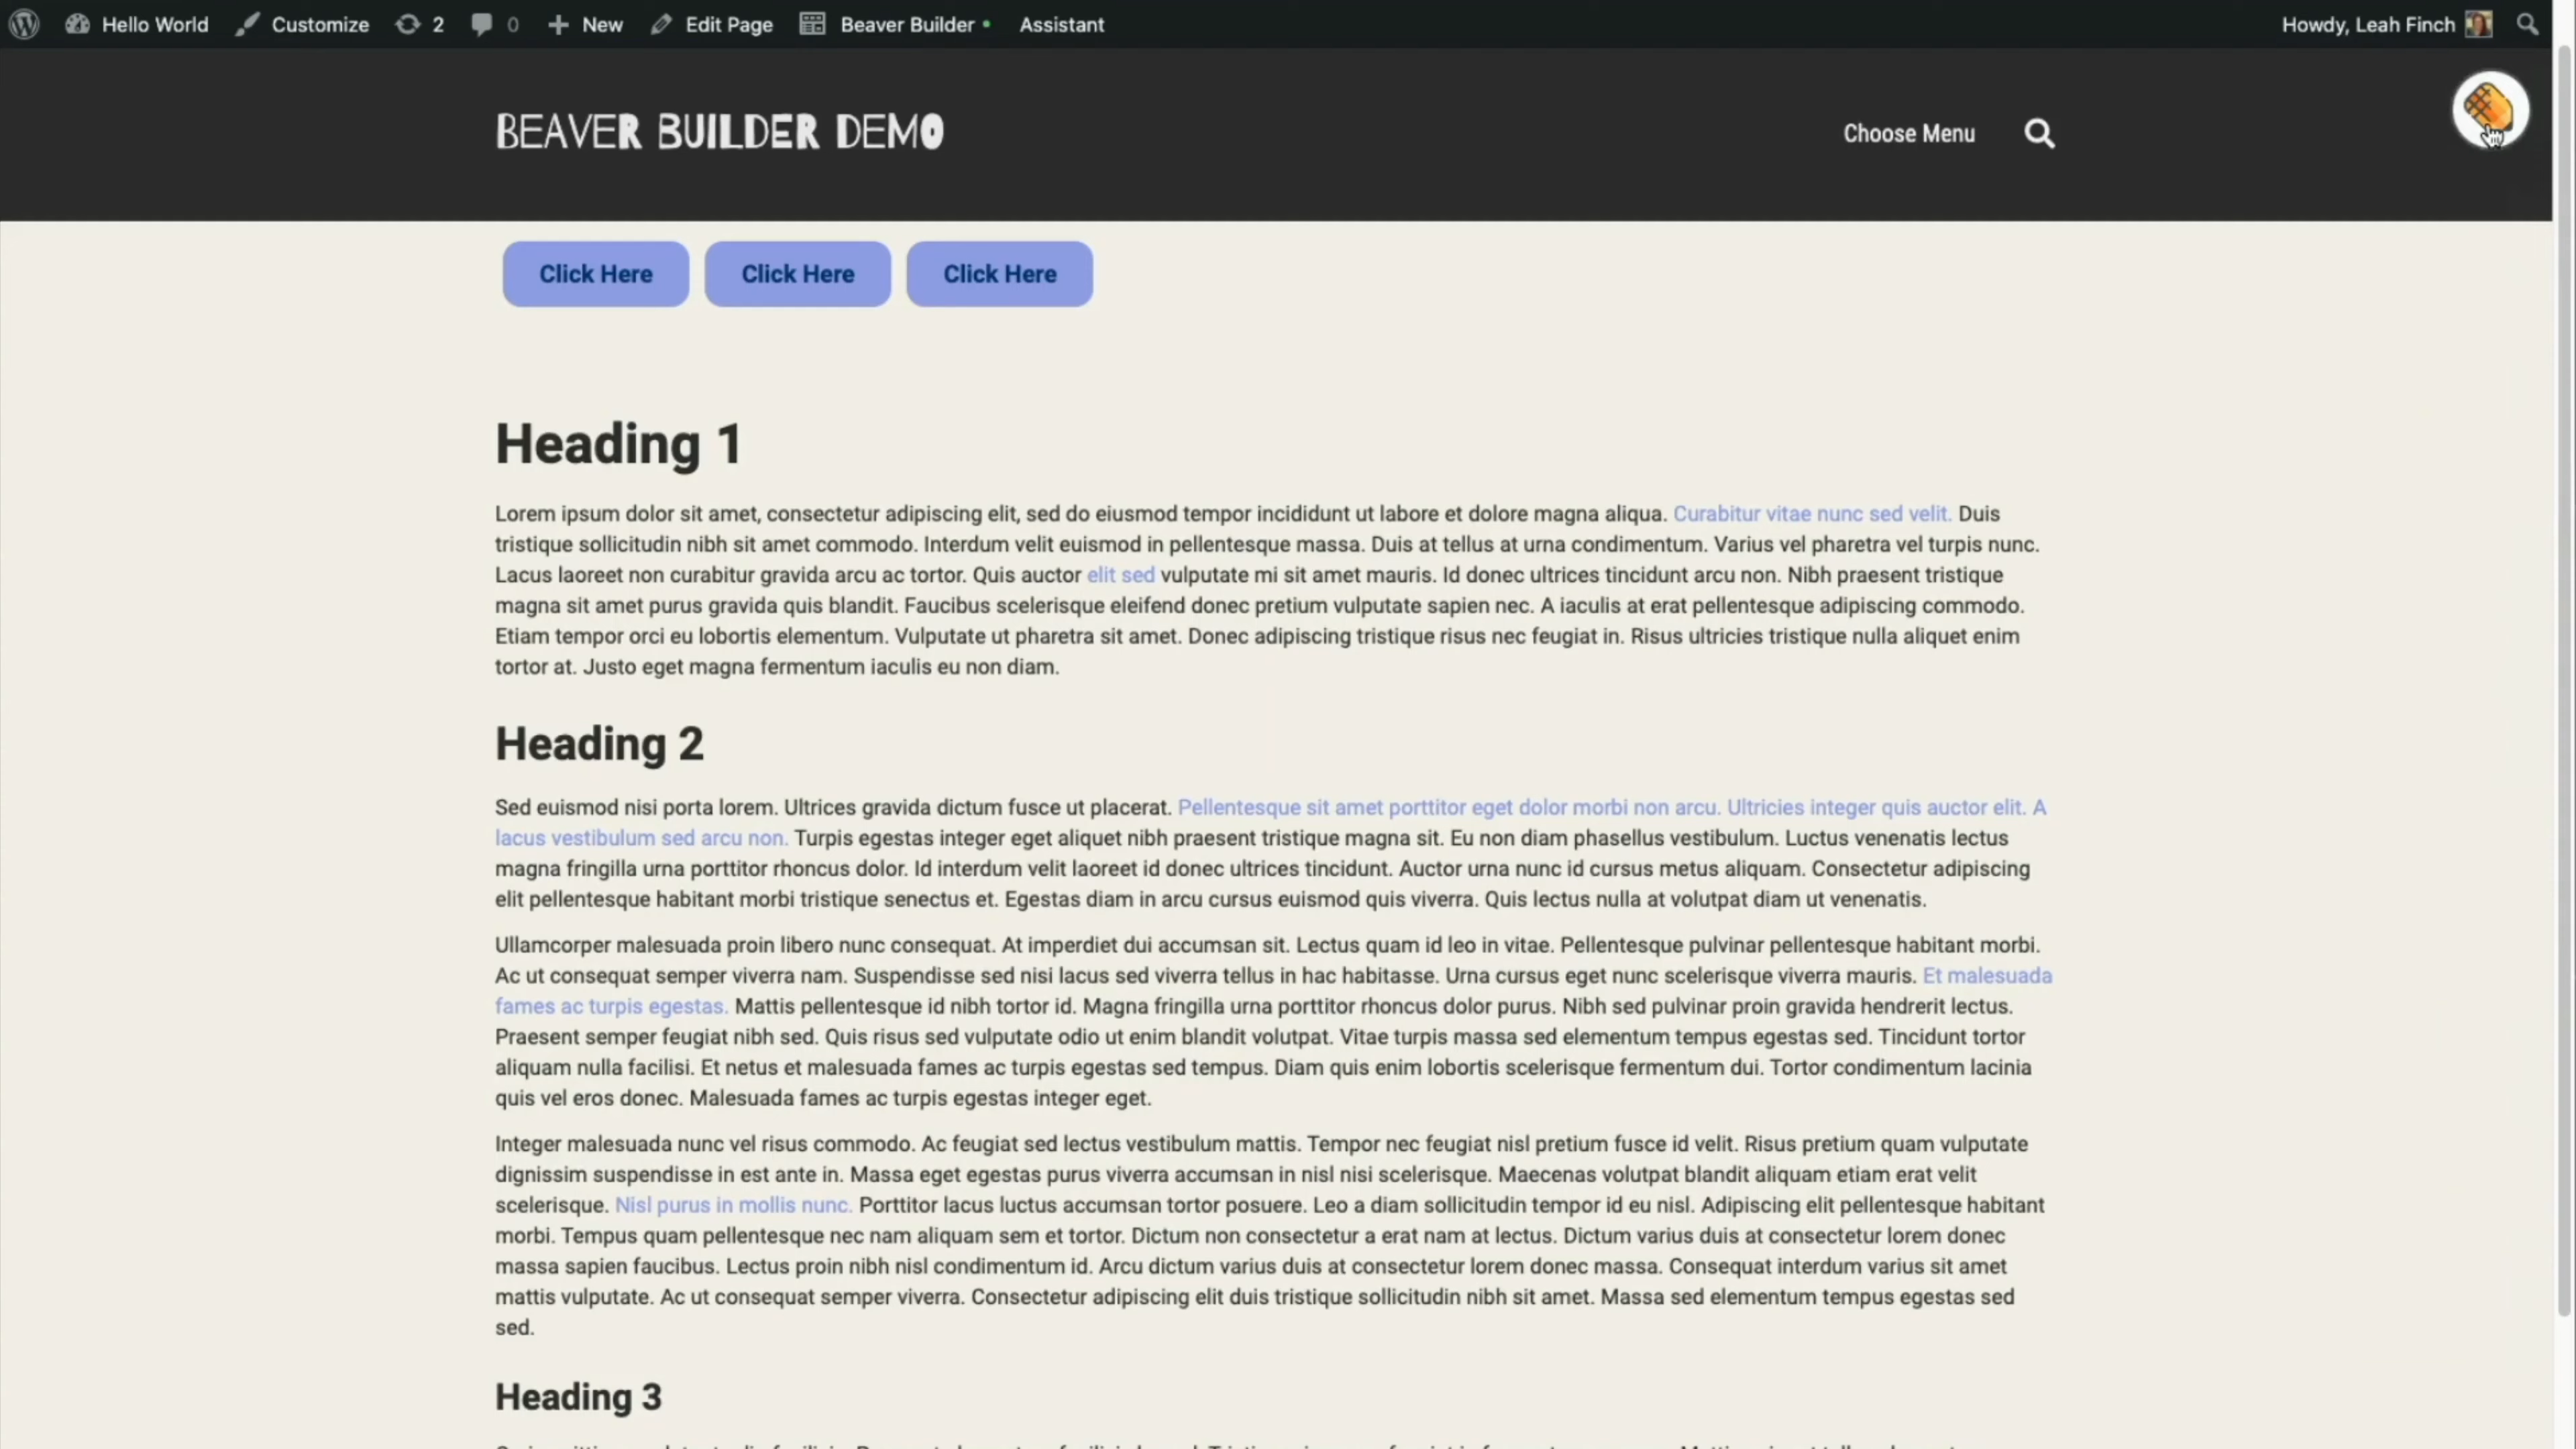 Hello World Customize 2 0 New Edit Page Beaver Builder Assistant Howdy, Leah Finch
BEAVER BUILDER DEMO
Choose Menu
Click Here Click Here Click Here
Heading 1
Lorem ipsum dolor sit amet, consectetur adipiscing elit, sed do eiusmod tempor incididunt ut labore et dolore magna aliqua. Curabitur vitae nunc sed velit. Duis
tristique sollicitudin nibh sit amet commodo. Interdum velit euismod in pellentesque massa. Duis at tellus at urna condimentum. Varius vel pharetra vel turpis nunc.
Lacus laoreet non curabitur gravida arcu ac tortor. Quis auctor elit sed vulputate mi sit amet mauris. Id donec ultrices tincidunt arcu non. Nibh praesent tristique
magna sit amet purus gravida quis blandit. Faucibus scelerisque eleifend donec pretium vulputate sapien nec. A iaculis at erat pellentesque adipiscing commodo.
Etiam tempor orci eu lobortis elementum. Vulputate ut pharetra sit amet. Donec adipiscing tristique risus nec feugiat in. Risus ultricies tristique nulla aliquet enim
tortor at. Justo eget magna fermentum iaculis eu non diam.
Heading 2
Sed euismod nisi porta lorem. Ultrices gravida dictum fusce ut placerat. Pellentesque sit amet porttitor eget dolor morbi non arcu. Ultricies integer quis auctor elit. A
lacus vestibulum sed arcu non. Turpis egestas integer eget aliquet nibh praesent tristique magna sit. Eu non diam phasellus vestibulum. Luctus venenatis lectus
magna fringilla urna porttitor rhoncus dolor. Id interdum velit laoreet id donec ultrices tincidunt. Auctor urna nunc id cursus metus aliquam. Consectetur adipiscing
elit pellentesque habitant morbi tristique senectus et. Egestas diam in arcu cursus euismod quis viverra. Quis lectus nulla at volutpat diam ut venenatis.
Ullamcorper malesuada proin libero nunc consequat. At imperdiet dui accumsan sit. Lectus quam id leo in vitae. Pellentesque pulvinar pellentesque habitant morbi.
Ac ut consequat semper viverra nam. Suspendisse sed nisi lacus sed viverra tellus in hac habitasse. Urna cursus eget nunc scelerisque viverra mauris. Et malesuada
fames ac turpis egestas. Mattis pellentesque id nibh tortor id. Magna fringilla urna porttitor rhoncus dolor purus. Nibh sed pulvinar proin gravida hendrerit lectus.
Praesent semper feugiat nibh sed. Quis risus sed vulputate odio ut enim blandit volutpat. Vitae turpis massa sed elementum tempus egestas sed. Tincidunt tortor
aliquam nulla facilisi. Et netus et malesuada fames ac turpis egestas sed tempus. Diam quis enim lobortis scelerisque fermentum dui. Tortor condimentum lacinia
quis vel eros donec. Malesuada fames ac turpis egestas integer eget.
Integer malesuada nunc vel risus commodo. Ac feugiat sed lectus vestibulum mattis. Tempor nec feugiat nisl pretium fusce id velit. Risus pretium quam vulputate
dignissim suspendisse in est ante in. Massa eget egestas purus viverra accumsan in nisl nisi scelerisque. Maecenas volutpat blandit aliquam etiam erat velit
scelerisque. Nisl purus in mollis nunc. Porttitor lacus luctus accumsan tortor posuere. Leo a diam sollicitudin tempor id eu nisl. Adipiscing elit pellentesque habitant
morbi. Tempus quam pellentesque nec nam aliquam sem et tortor. Dictum non consectetur a erat nam at lectus. Dictum varius duis at consectetur lorem donec
massa sapien faucibus. Lectus proin nibh nisl condimentum id. Arcu dictum varius duis at consectetur lorem donec massa. Consequat interdum varius sit amet
mattis vulputate. Ac ut consequat semper viverra. Consectetur adipiscing elit duis tristique sollicitudin nibh sit amet. Massa sed elementum tempus egestas sed
sed.
Heading 3